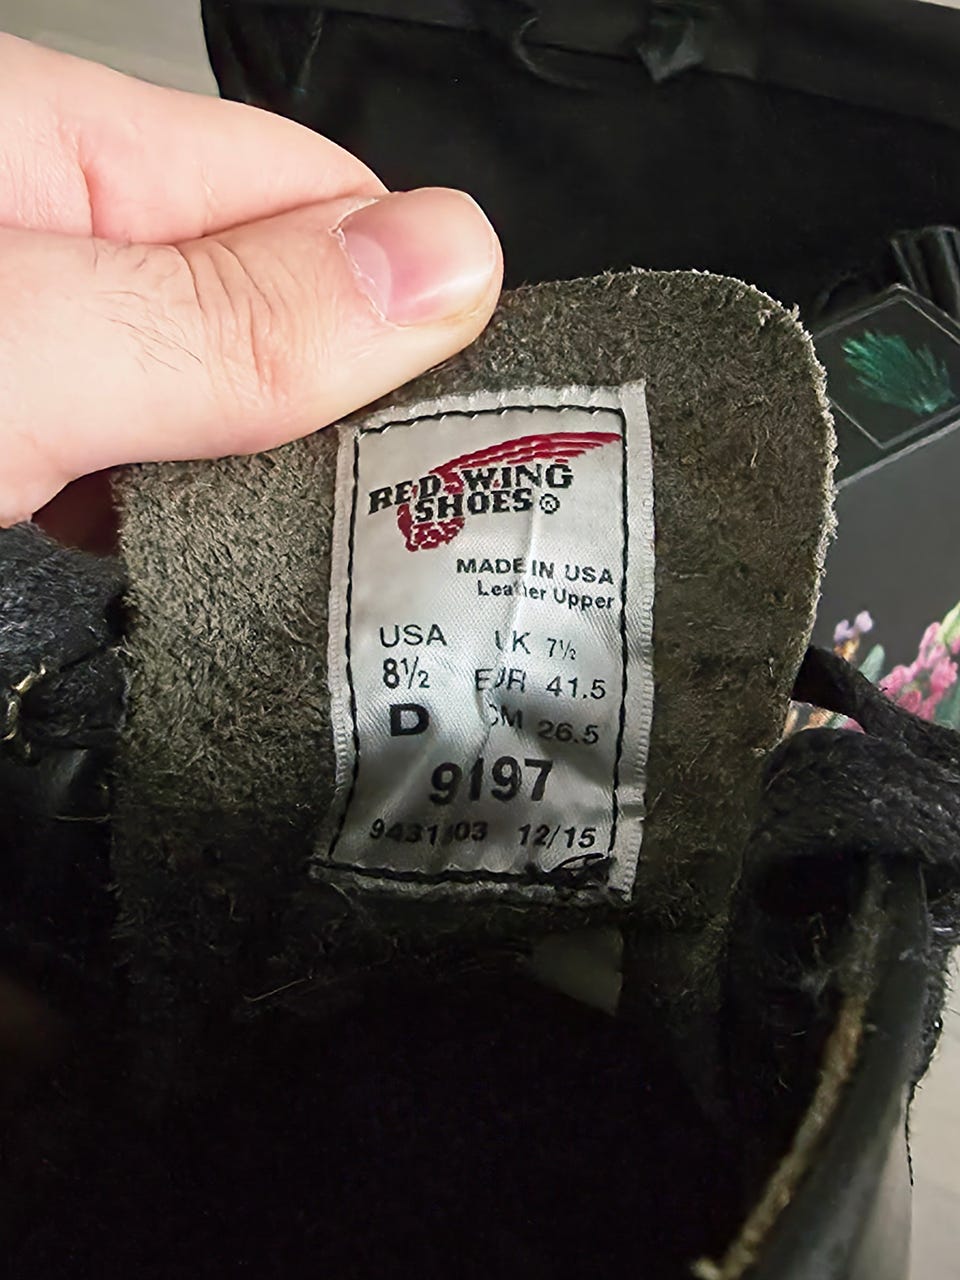 RED WING
SHOES®
MADE IN USA
Leather Upper
USA UK 7½
8½ EUR 41.5
D CM 26.5
9197
12/15